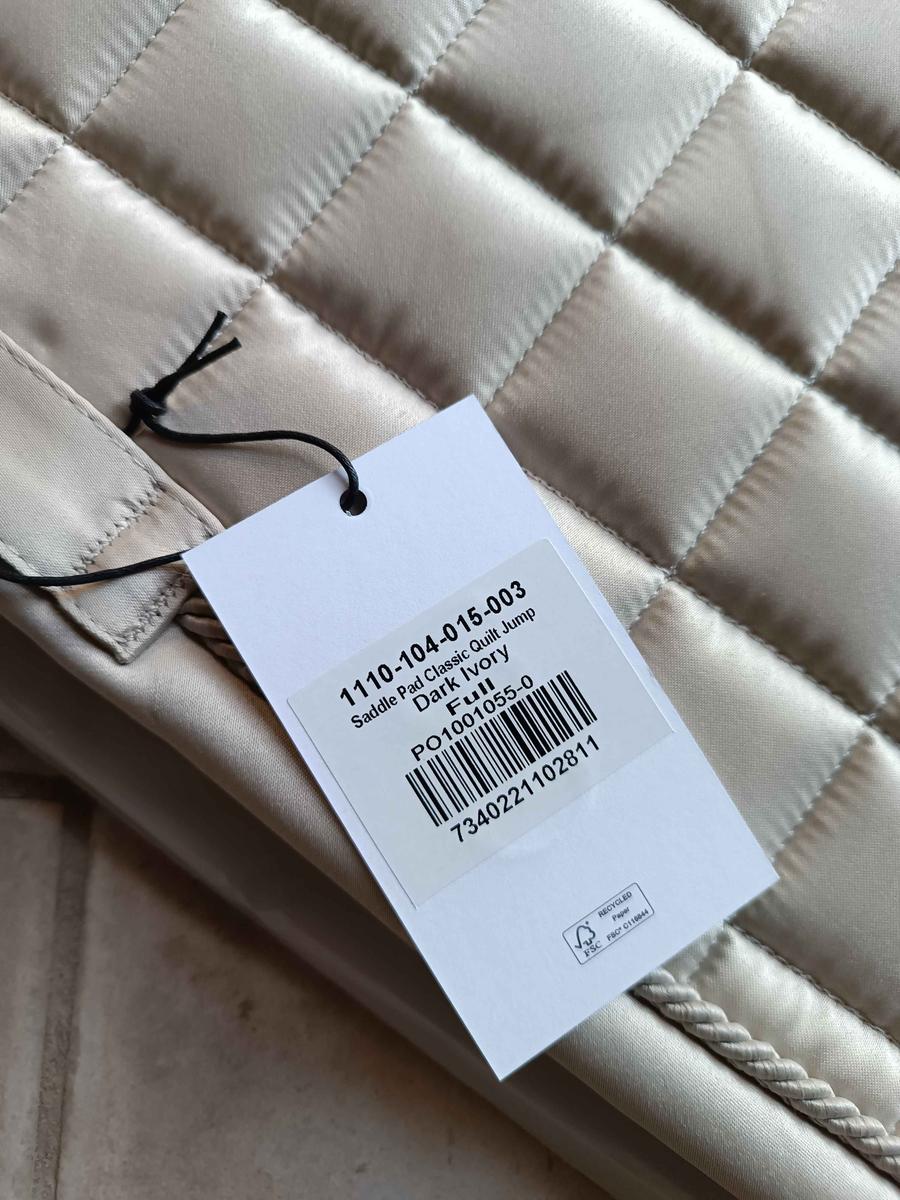 1110-104-015-003
Saddle Pad Classic Quilt Jump
Dark Ivory
Full
PO1001055-0
7340221102811
RECYCLED
Paper
FSC